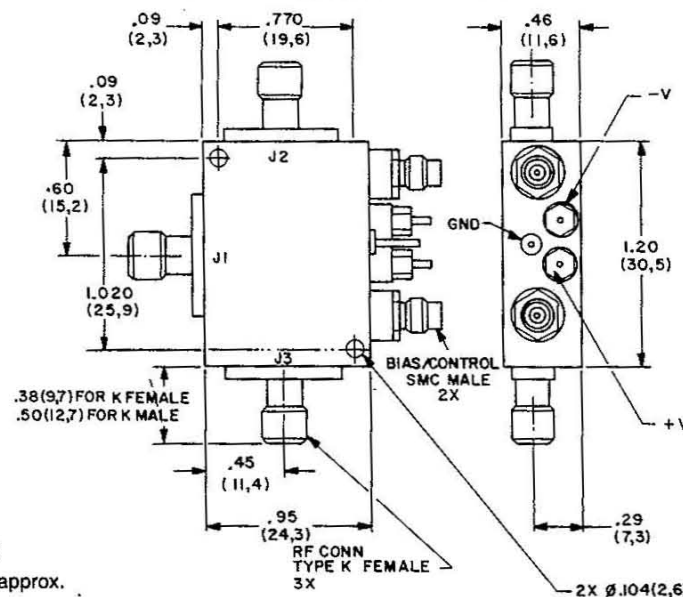 .09
(2,3)
.770
(19,6)
.46
(11,6)
.09
(2,3)
-V
J2
.60
(15,2)
GND
1.20
(30,5)
J1
1.020
(25,9)
J3
BIAS/CONTROL
SMC MALE
2X
.38(9,7) FOR K FEMALE
.50(12,7) FOR K MALE
+V
.45
(11,4)
.95
(24,3)
.29
(7,3)
RF CONN
TYPE K FEMALE
3X
approx.
2X Ø.104(2,6)